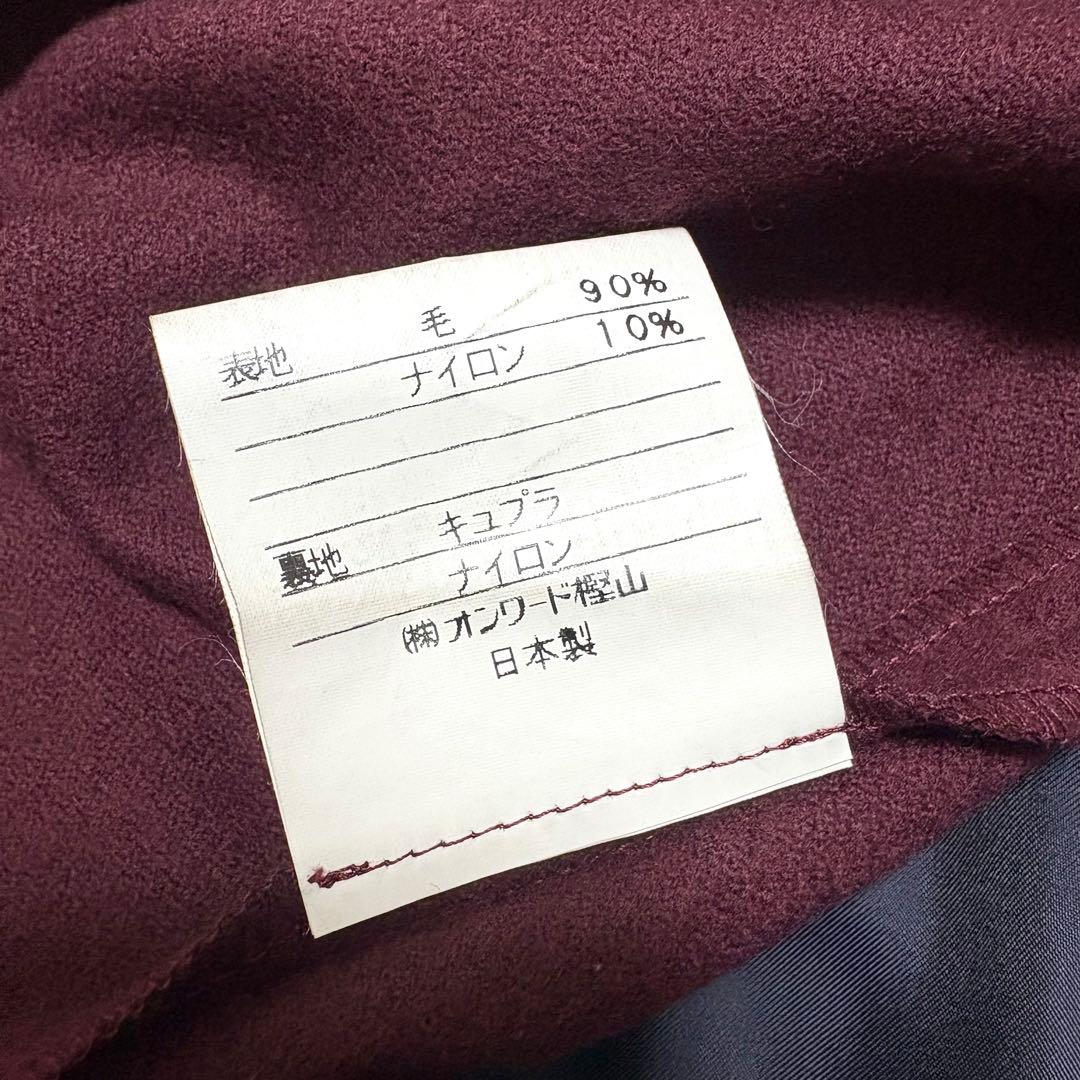 表地 毛 90%
ナイロン 10%
裏地 キュプラ
ナイロン
(株)オンワード樫山
日本製